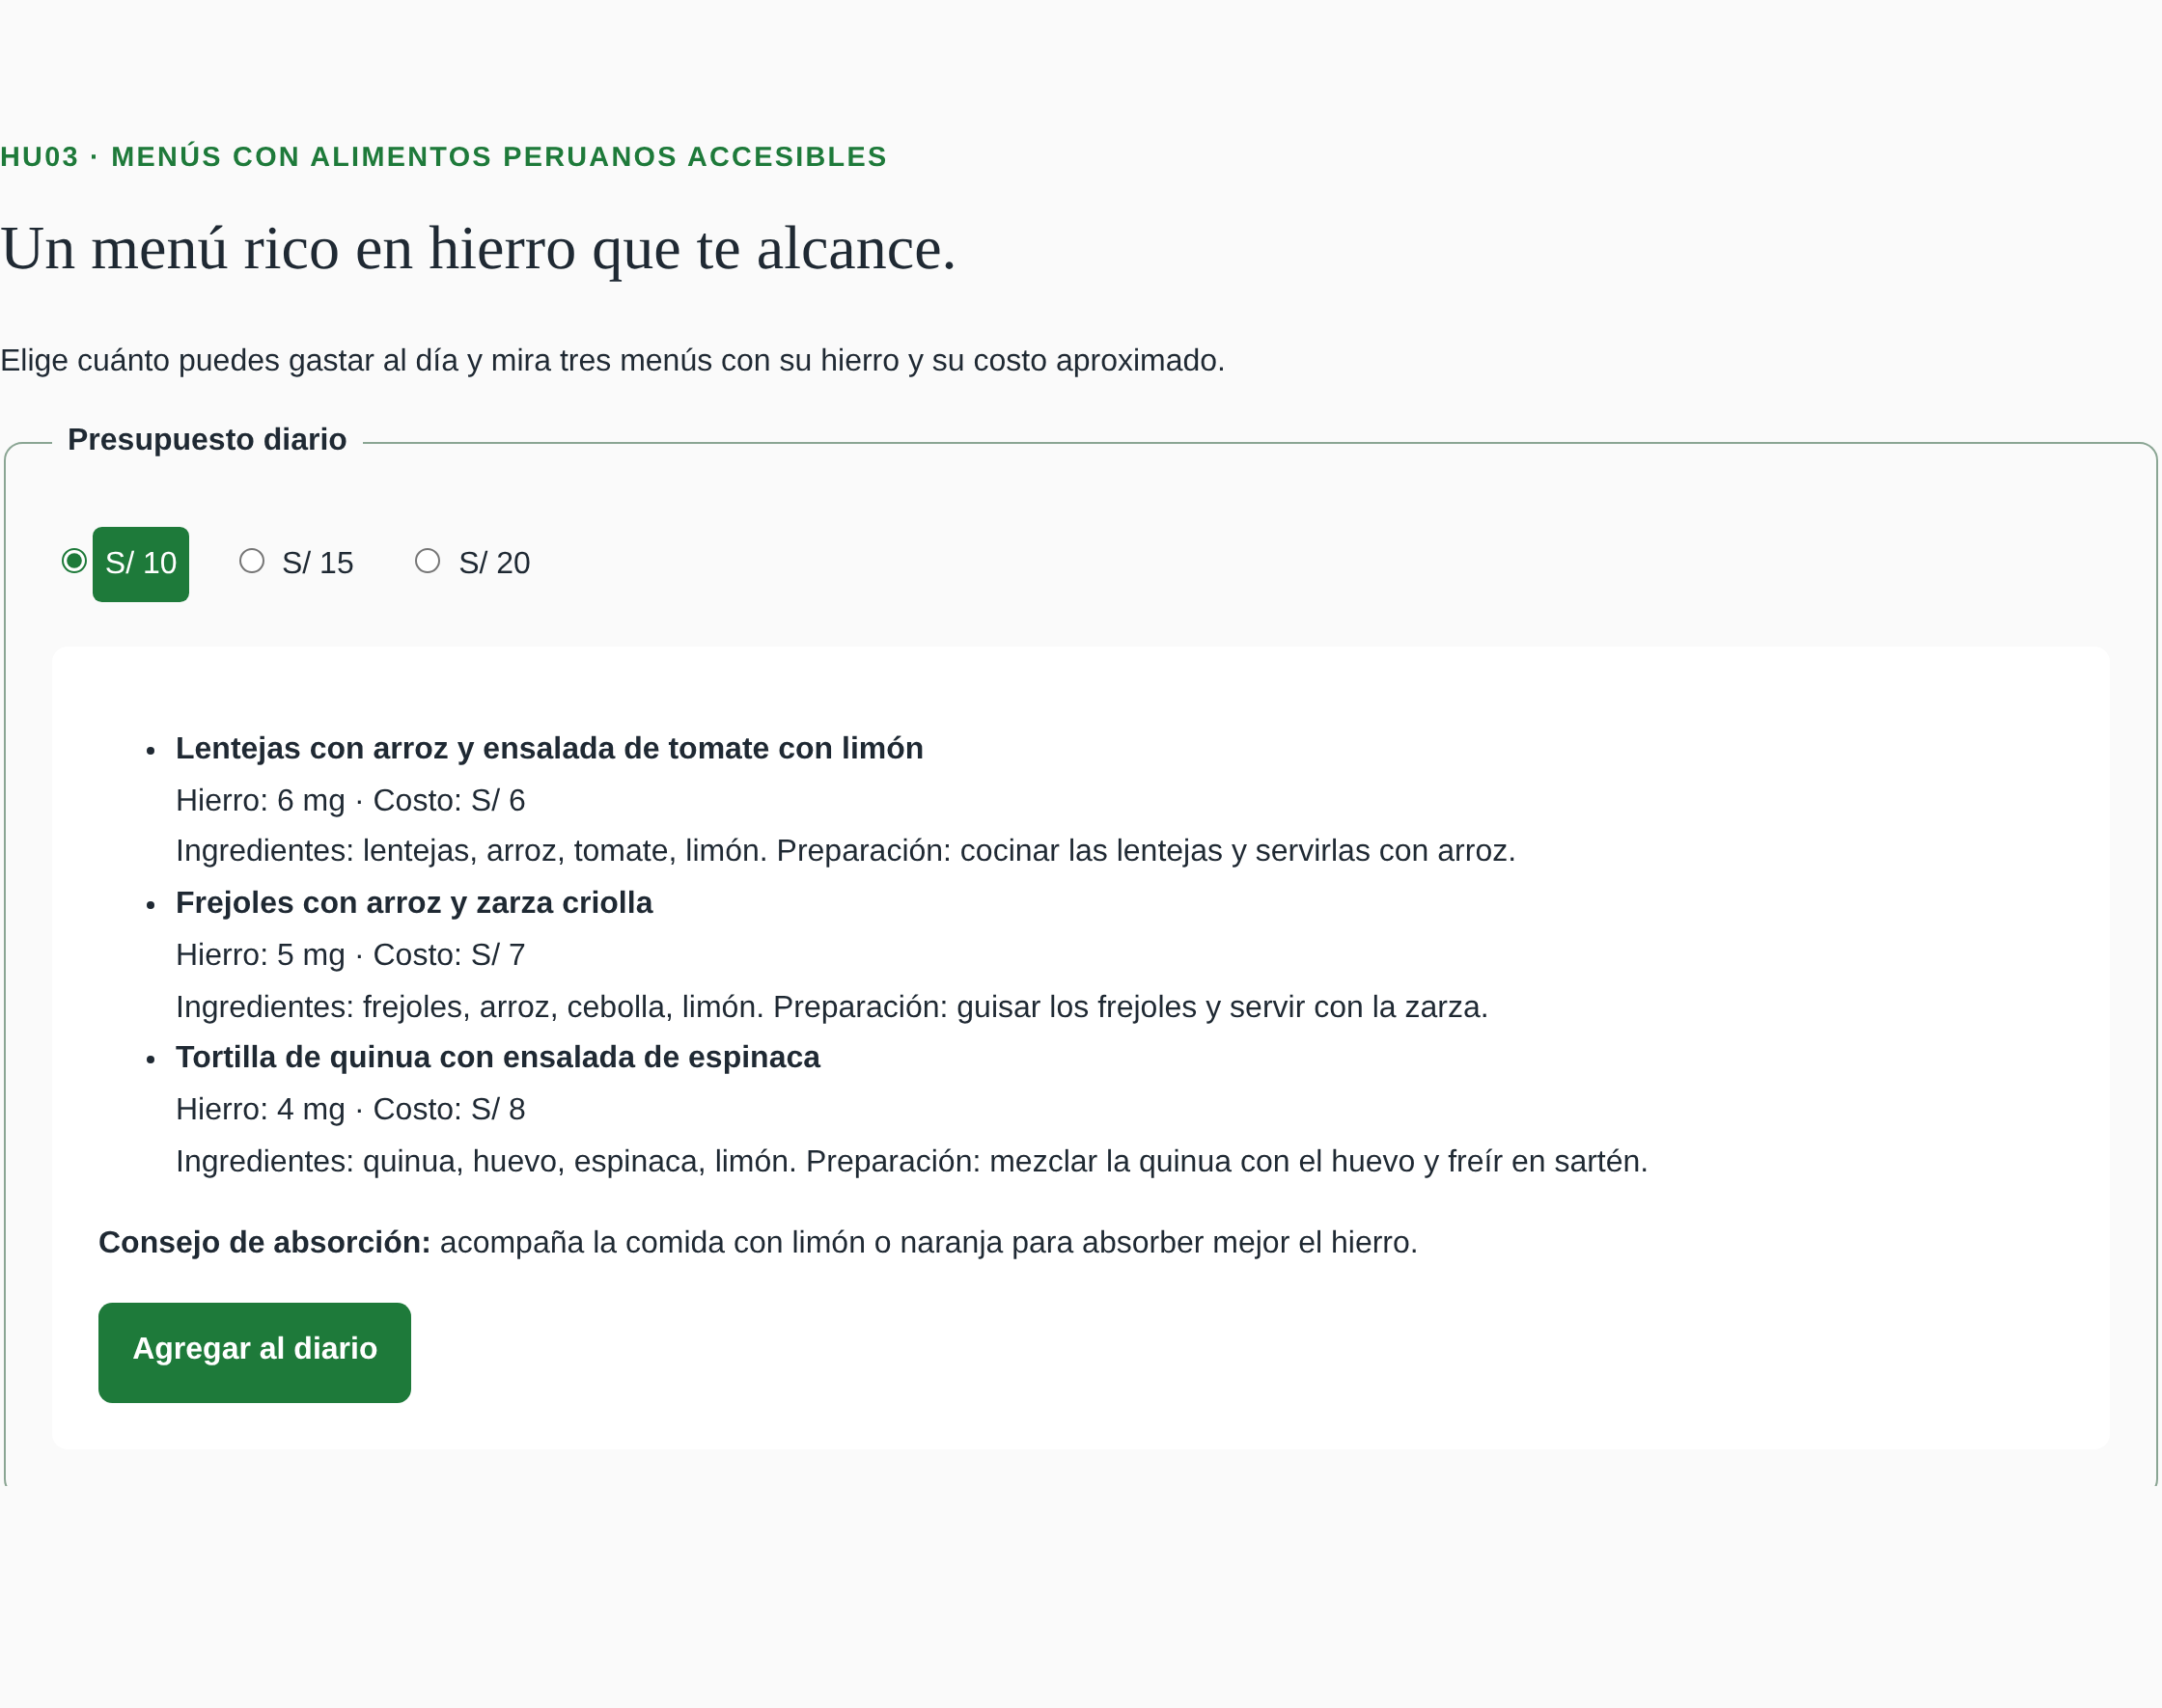 HU03 · MENÚS CON ALIMENTOS PERUANOS ACCESIBLES
Un menú rico en hierro que te alcance.
Elige cuánto puedes gastar al día y mira tres menús con su hierro y su costo aproximado.
Presupuesto diario
S/ 10 S/ 15 S/ 20
• Lentejas con arroz y ensalada de tomate con limón
Hierro: 6 mg · Costo: S/ 6
Ingredientes: lentejas, arroz, tomate, limón. Preparación: cocinar las lentejas y servirlas con arroz.
• Frejoles con arroz y zarza criolla
Hierro: 5 mg · Costo: S/ 7
Ingredientes: frejoles, arroz, cebolla, limón. Preparación: guisar los frejoles y servir con la zarza.
• Tortilla de quinua con ensalada de espinaca
Hierro: 4 mg · Costo: S/ 8
Ingredientes: quinua, huevo, espinaca, limón. Preparación: mezclar la quinua con el huevo y freír en sartén.
Consejo de absorción: acompaña la comida con limón o naranja para absorber mejor el hierro.
Agregar al diario